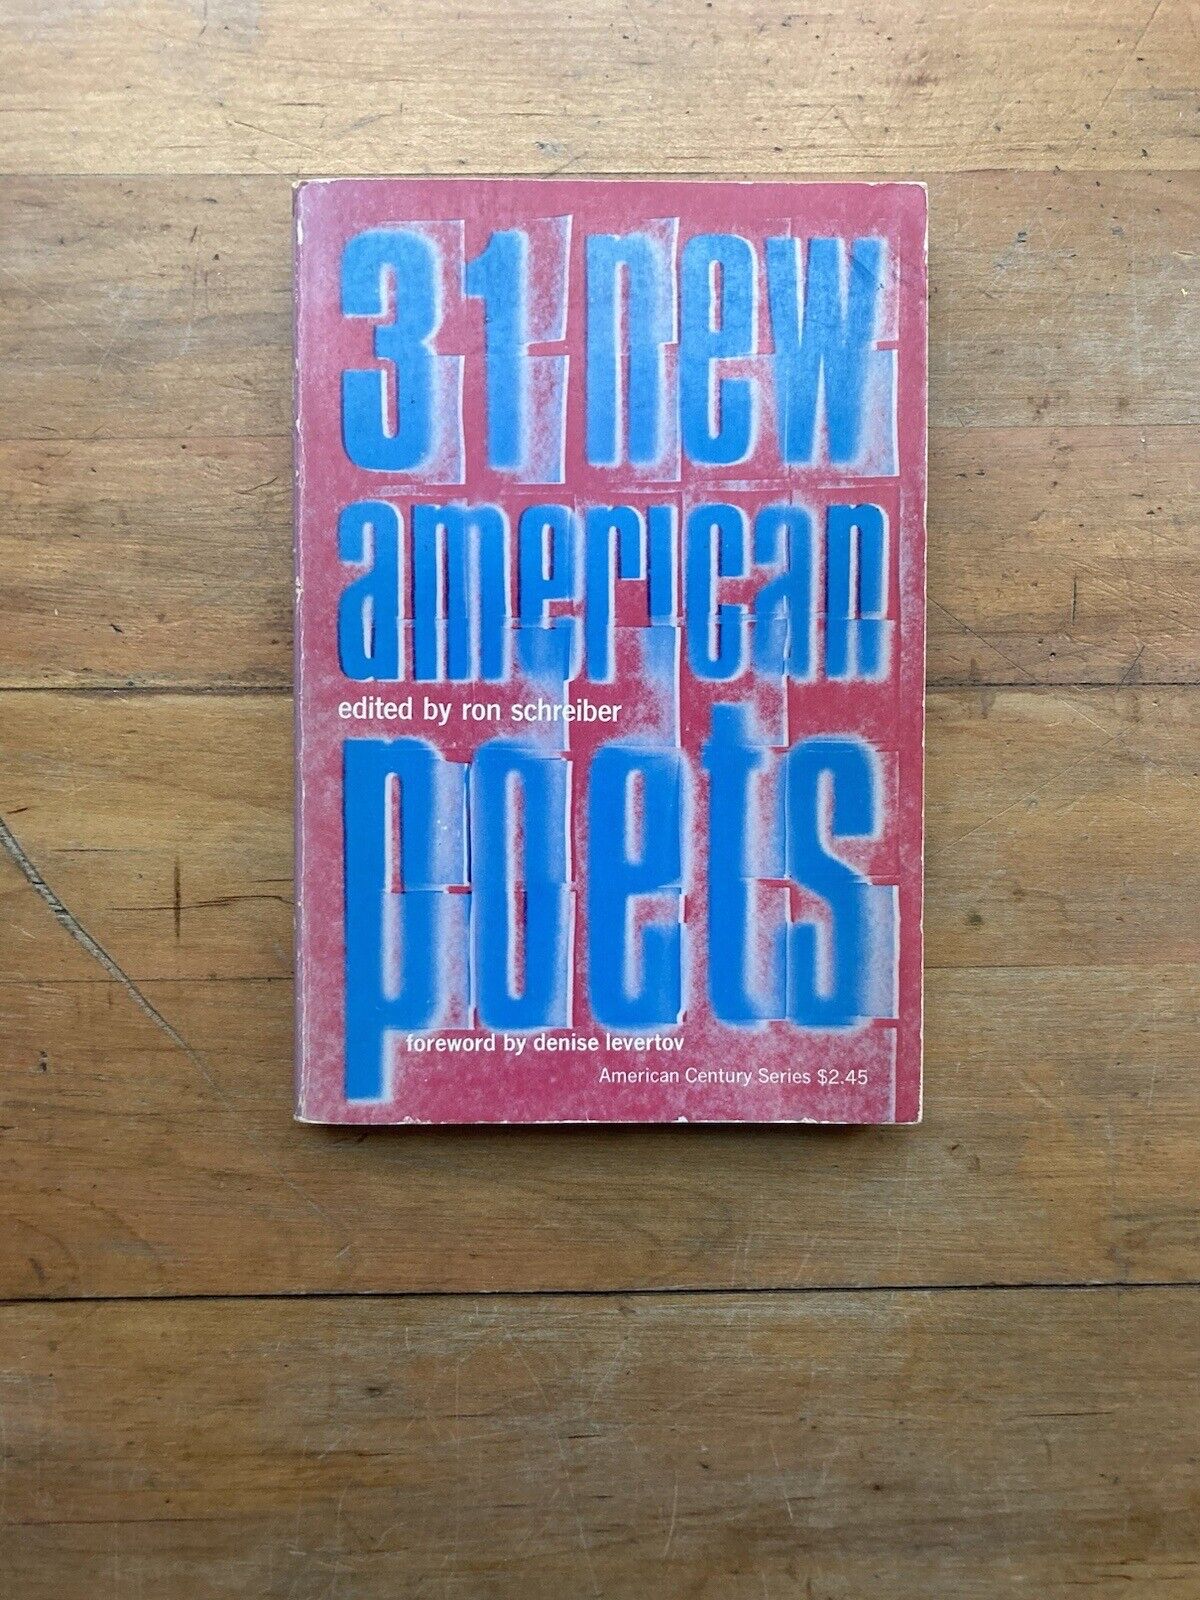 31 new
american
edited by ron schreiber
poets
foreword by denise levertov
American Century Series $2.45